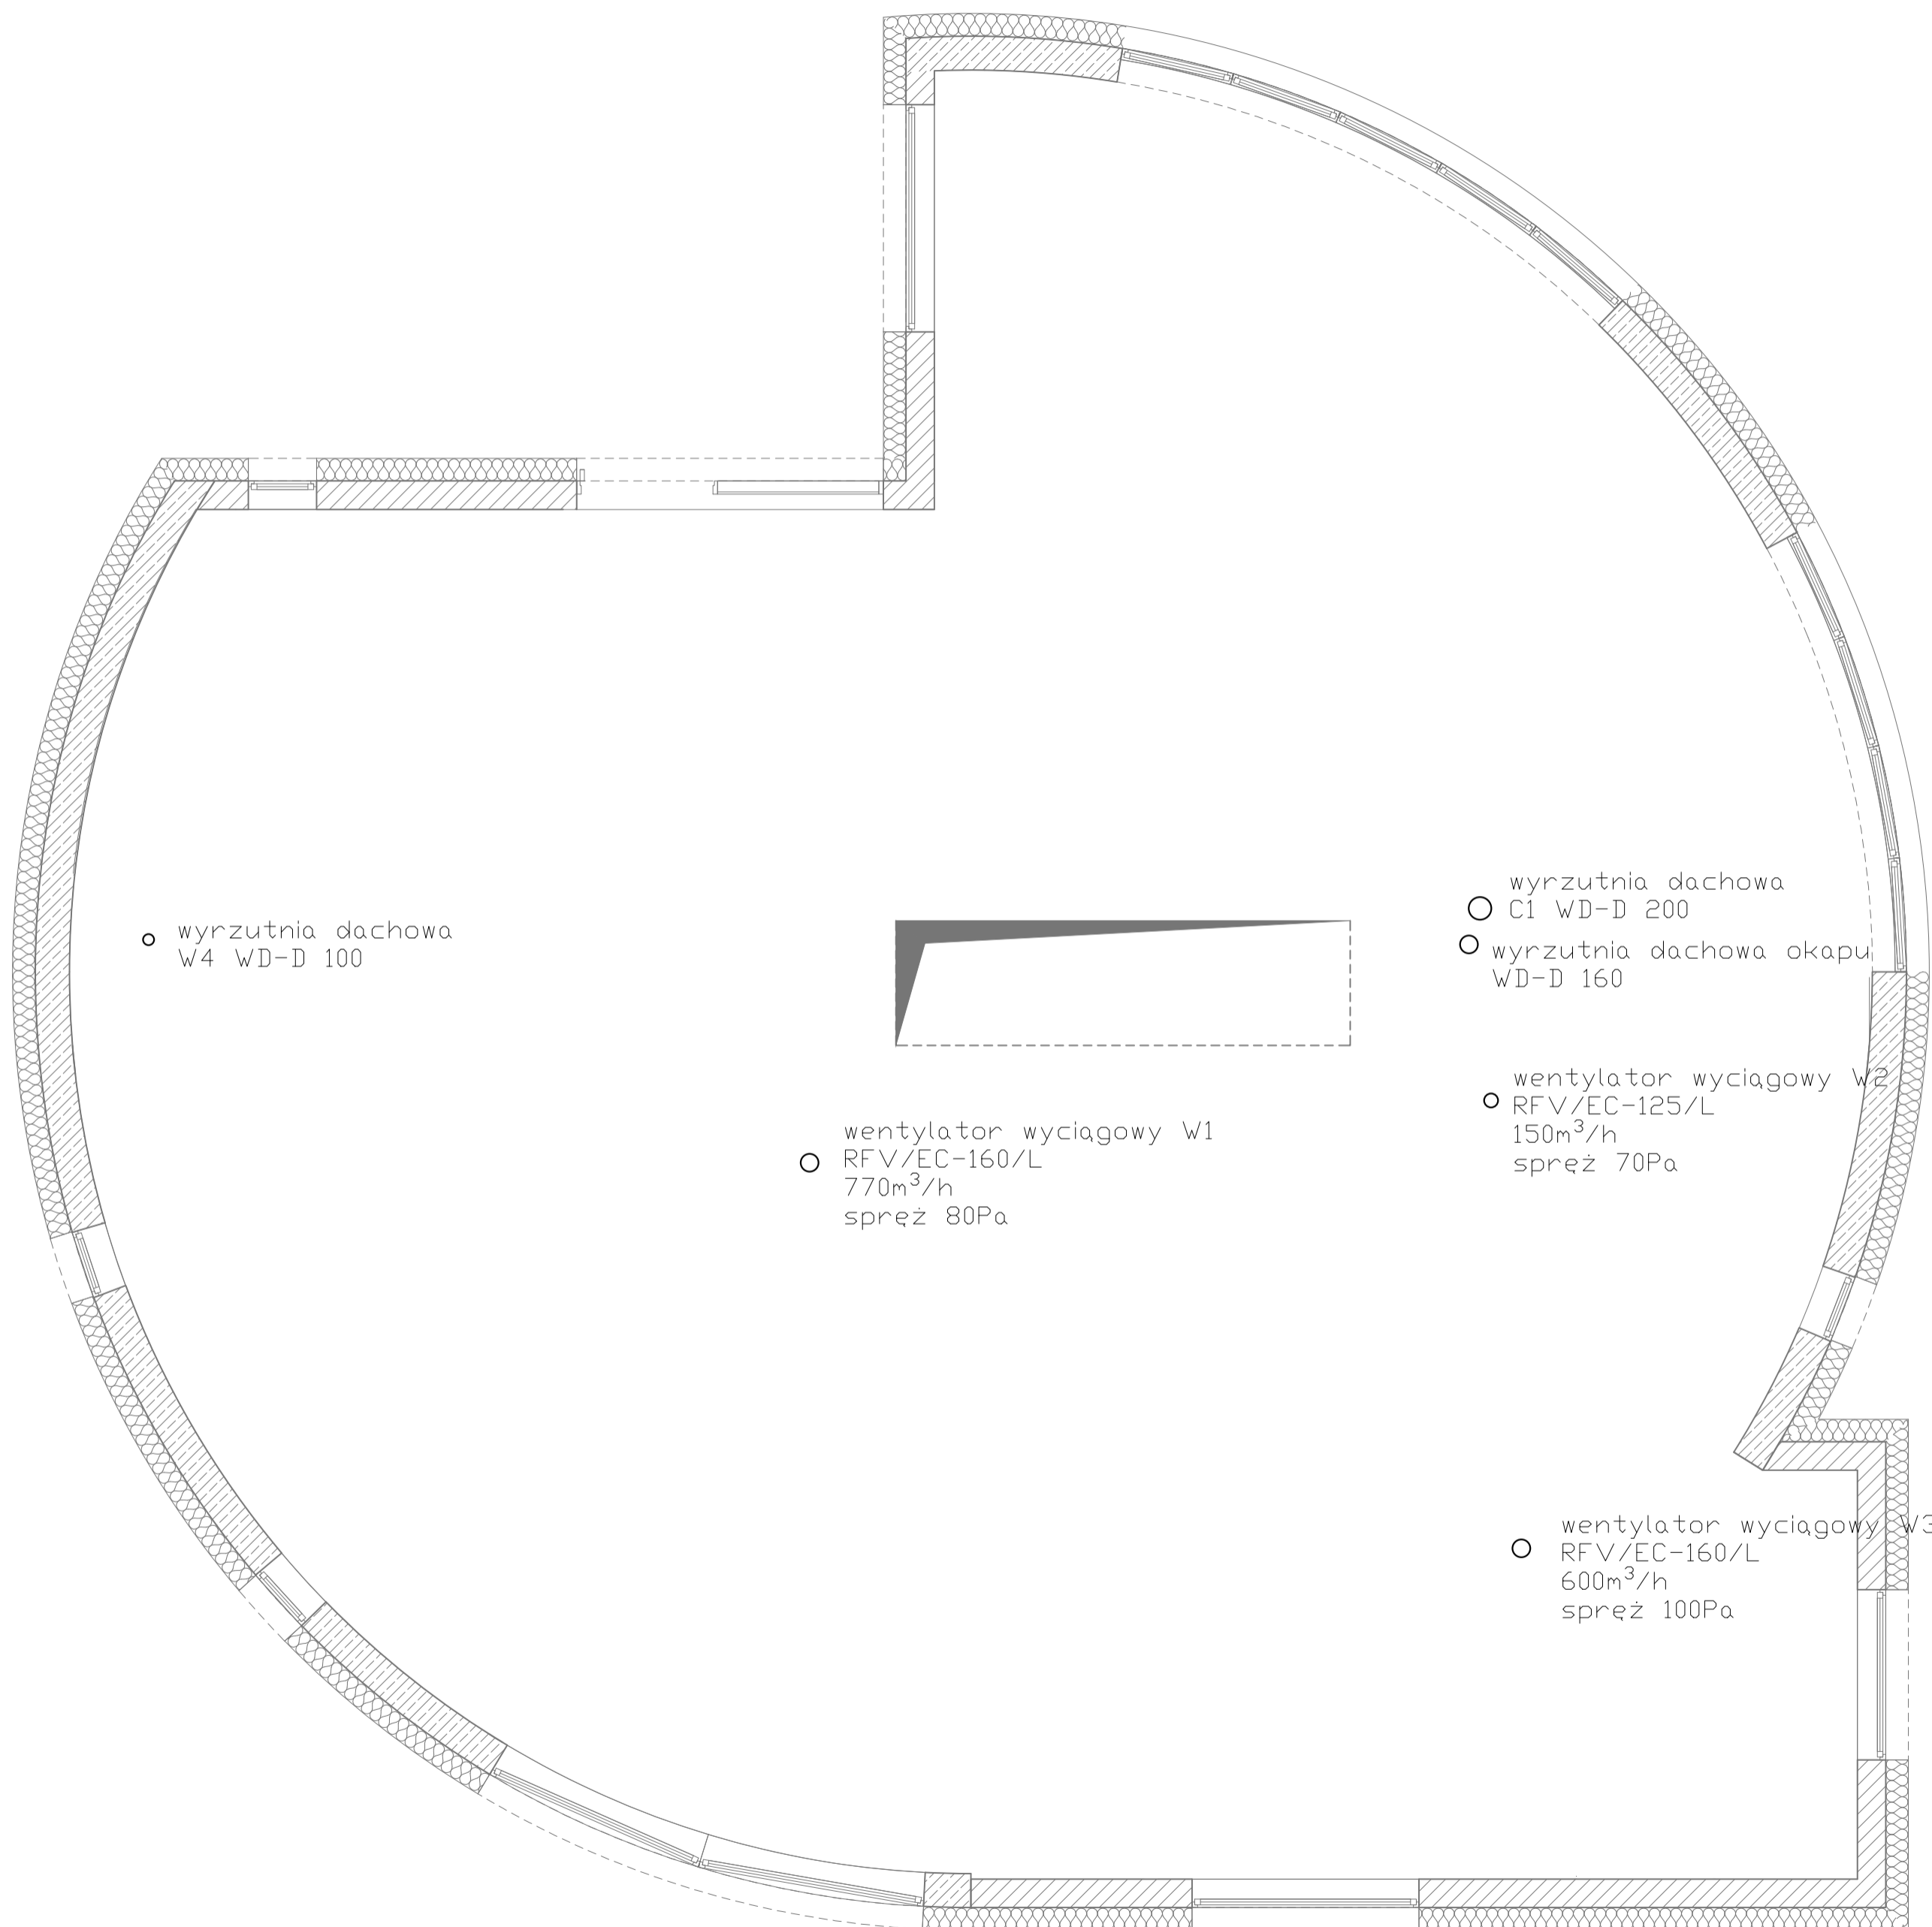 wyrzutnia dachowa
C1 WD-D 200
wyrzutnia dachowa
W4 WD-D 100
wyrzutnia dachowa okapu
WD-D 160
wentylator wyciągowy W2
RFV/EC-125/L
150m³/h
spręż 70Pa
wentylator wyciągowy W1
RFV/EC-160/L
770m³/h
spręż 80Pa
wentylator wyciągowy W3
RFV/EC-160/L
600m³/h
spręż 100Pa